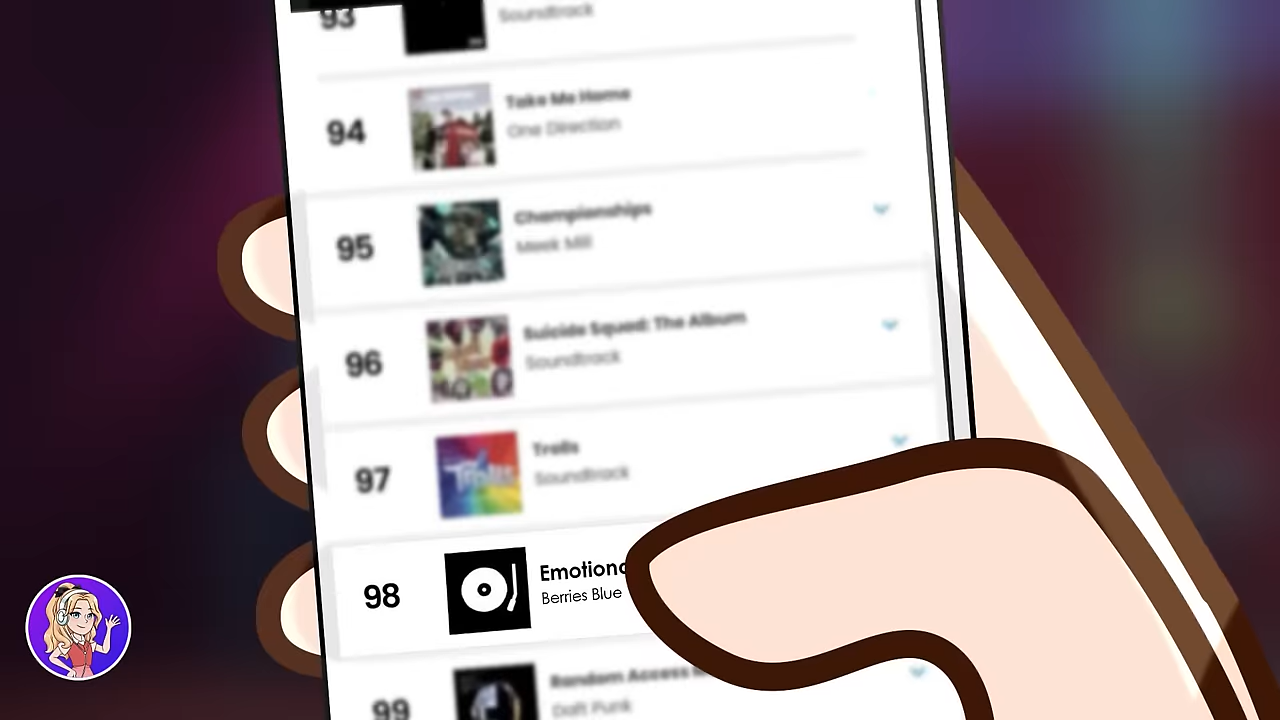 93
Soundtrack
94
Take Me Home
One Direction
95
Championships
Meek Mill
96
Suicide Squad: The Album
Soundtrack
97
Trolls
Trolls
Soundtrack
98
Emotiona
Berries Blue
99
Random Access
Daft Punk